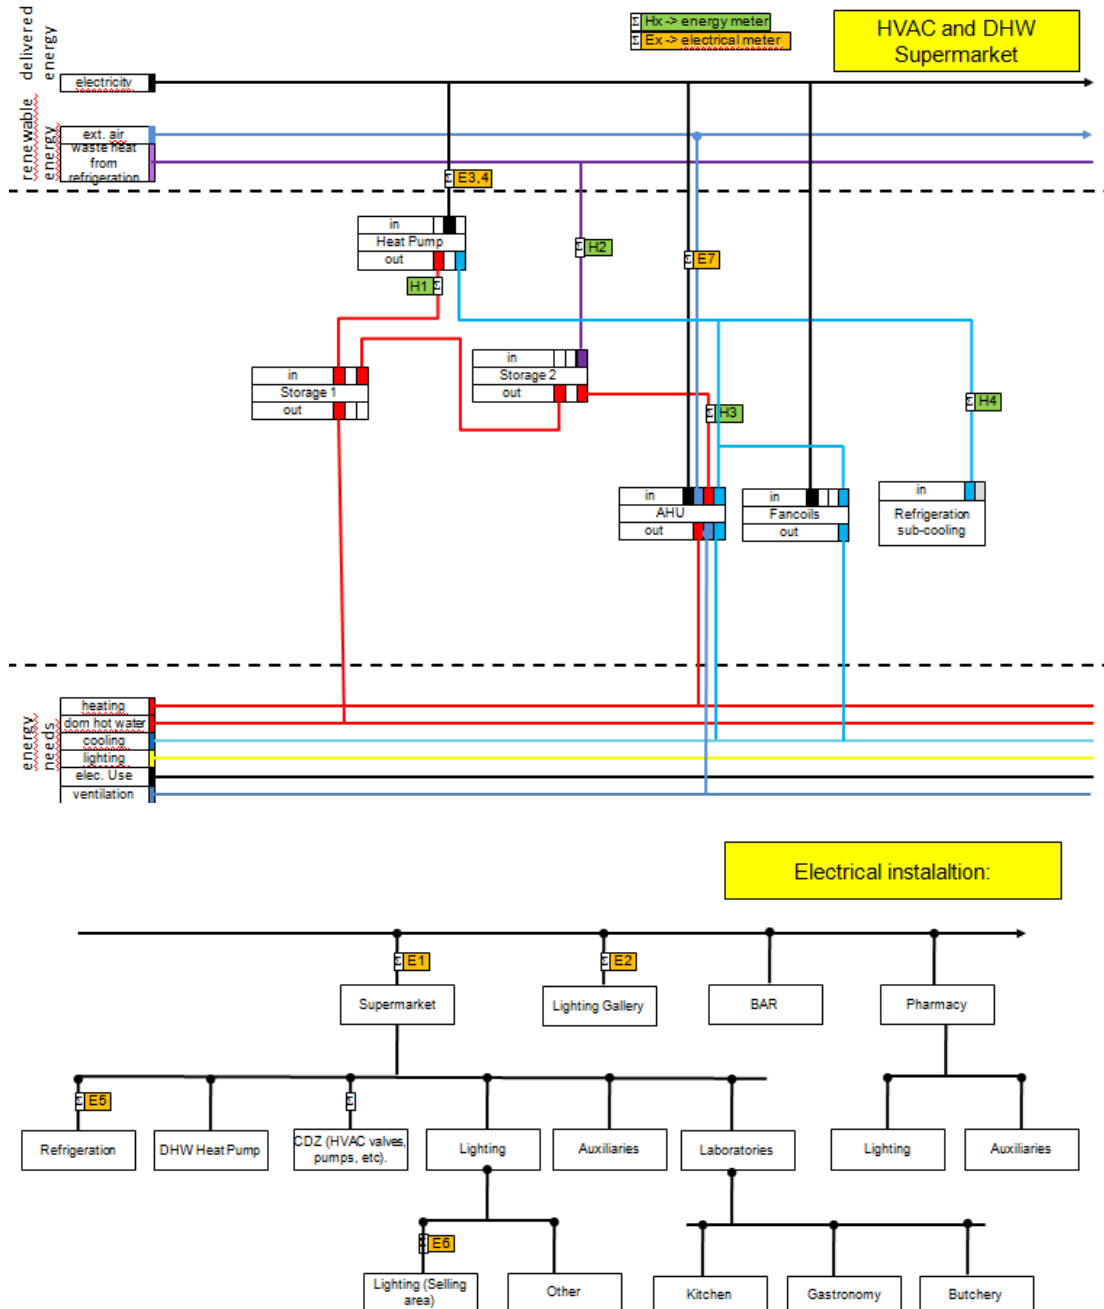 delivered
energy
Σ Hx -> energy meter
Σ Ex -> electrical meter
HVAC and DHW
Supermarket
electricity
renewable
energy
ext. air
waste heat
from
refrigeration
Σ E3,4
in
Heat Pump
out
H1 Σ
Σ H2
Σ E7
in
Storage 1
out
in
Storage 2
out
Σ H3
Σ H4
in
AHU
out
in
Fancoils
out
in
Refrigeration
sub-cooling
energy
needs
heating
dom hot water
cooling
lighting
elec. Use
ventilation
Electrical instalaltion:
Σ E1
Σ E2
Supermarket
Lighting Gallery
BAR
Pharmacy
Σ E5
Σ
Refrigeration
DHW Heat Pump
CDZ (HVAC valves,
pumps, etc).
Lighting
Auxiliaries
Laboratories
Lighting
Auxiliaries
Σ E6
Lighting (Selling
area)
Other
Kitchen
Gastronomy
Butchery